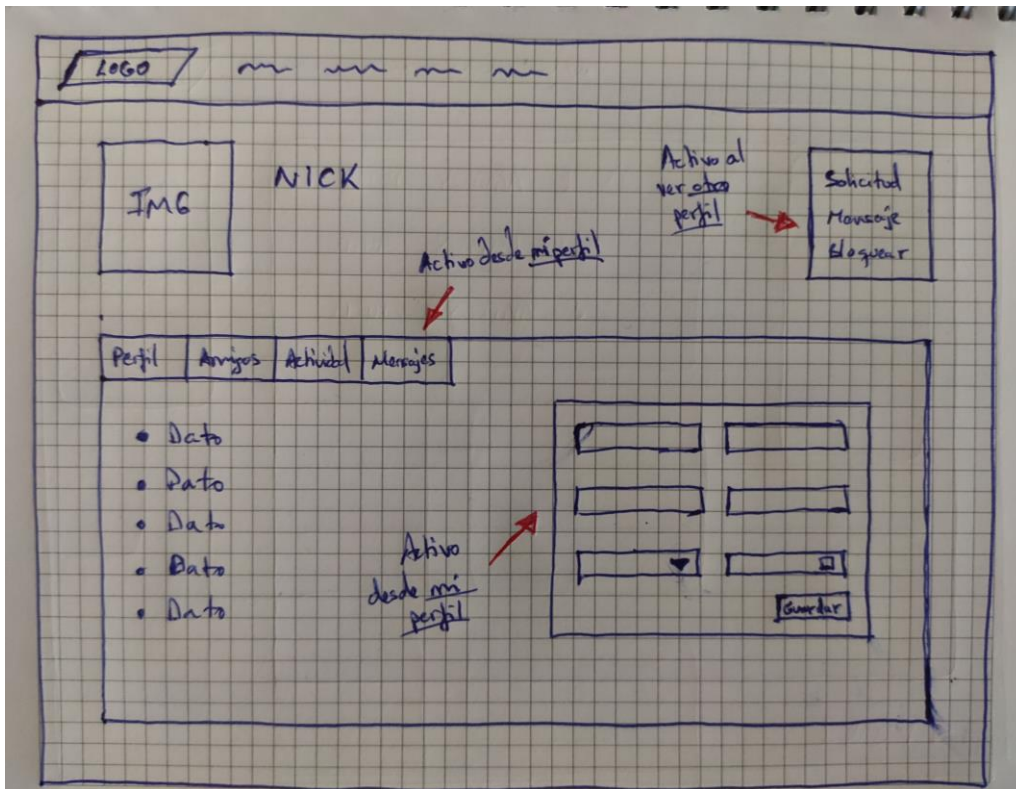 LOGO
NICK
IMG
Activo al
ver otro
perfil
Solicitud
Mensaje
Bloquear
Activo desde mi perfil
Perfil
Amigos
Actividad
Mensajes
Dato
Dato
Dato
Dato
Dato
Activo
desde mi
perfil
Guardar